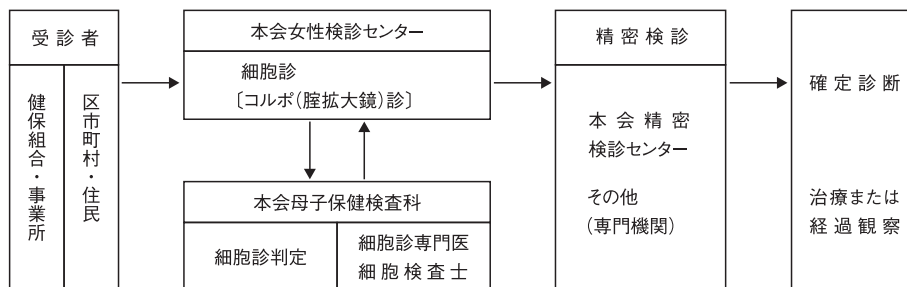 受診者
健保組合・事業所
区市町村・住民
本会女性検診センター
細胞診
〔コルポ(腟拡大鏡)診〕
本会母子保健検査科
細胞診判定
細胞診専門医
細胞検査士
精密検診
本会精密
検診センター
その他
(専門機関)
確定診断
治療または
経過観察